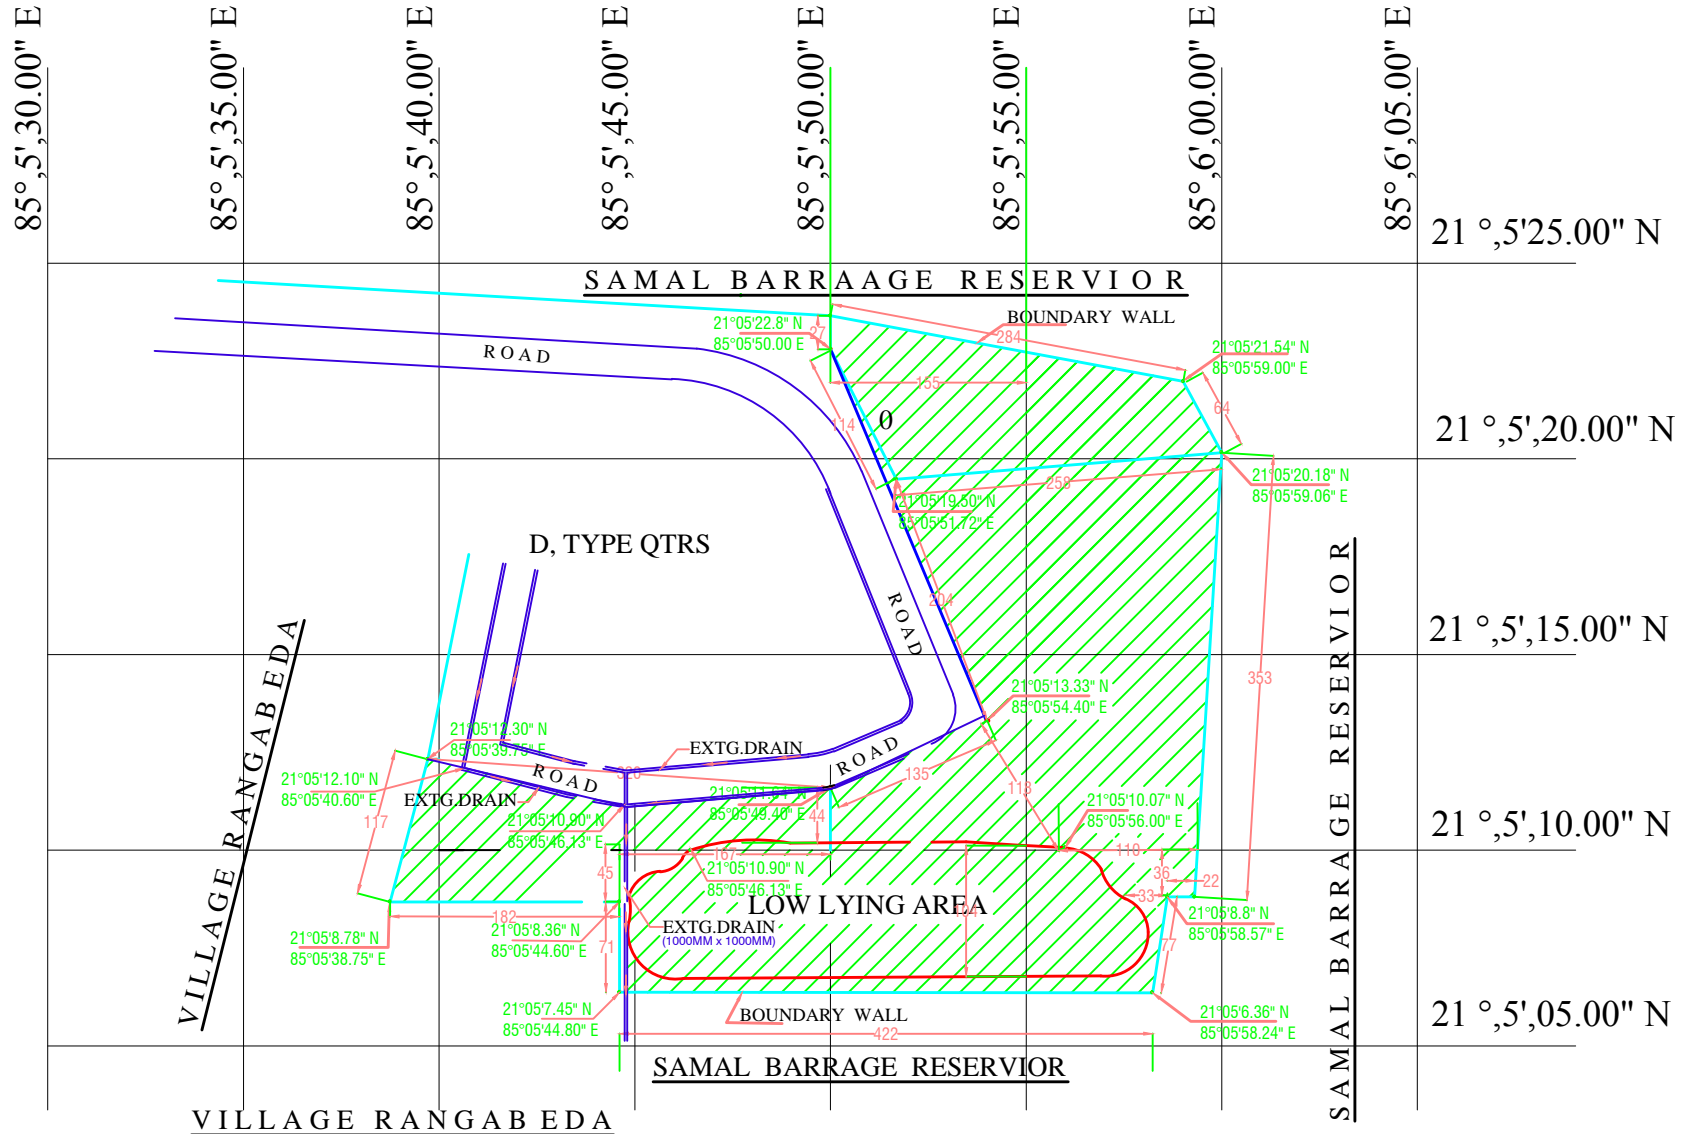 85°,5',30.00" E
85°,5',35.00" E
85°,5',40.00" E
85°,5',45.00" E
85°,5',50.00" E
85°,5',55.00" E
85°,6',00.00" E
85°,6',05.00" E
21 °,5'25.00" N
SAMAL BARRAAGE RESERVIOR
BOUNDARY WALL
21°05'22.8" N
85°05'50.00 E
27
284
ROAD
21°05'21.54" N
85°05'59.00" E
155
64
114
0
21 °,5',20.00" N
258
21°05'20.18" N
85°05'59.06" E
21°05'19.50" N
85°05'51.72" E
D, TYPE QTRS
204
ROAD
SAMAL BARRAGE RESERVIOR
21 °,5',15.00" N
VILLAGE RANGABEDA
353
21°05'13.33" N
85°05'54.40" E
21°05'12.30" N
85°05'39.75" E
EXTG.DRAIN
ROAD
21°05'12.10" N
85°05'40.60" E
ROAD
135
113
EXTG.DRAIN
85°05'49.40" E
44
21°05'10.07" N
85°05'56.00" E
117
21°05'10.90" N
85°05'46.13" E
21 °,5',10.00" N
167
45
21°05'10.90" N
85°05'46.13" E
36
22
33
LOW LYING AREA
104
182
21°05'8.8" N
85°05'58.57" E
21°05'8.36" N
85°05'44.60" E
EXTG.DRAIN
(1000MM x 1000MM)
71
77
21°05'8.78" N
85°05'38.75" E
21°05'7.45" N
85°05'44.80" E
BOUNDARY WALL
21°05'6.36" N
85°05'58.24" E
21 °,5',05.00" N
422
SAMAL BARRAGE RESERVIOR
VILLAGE RANGABEDA